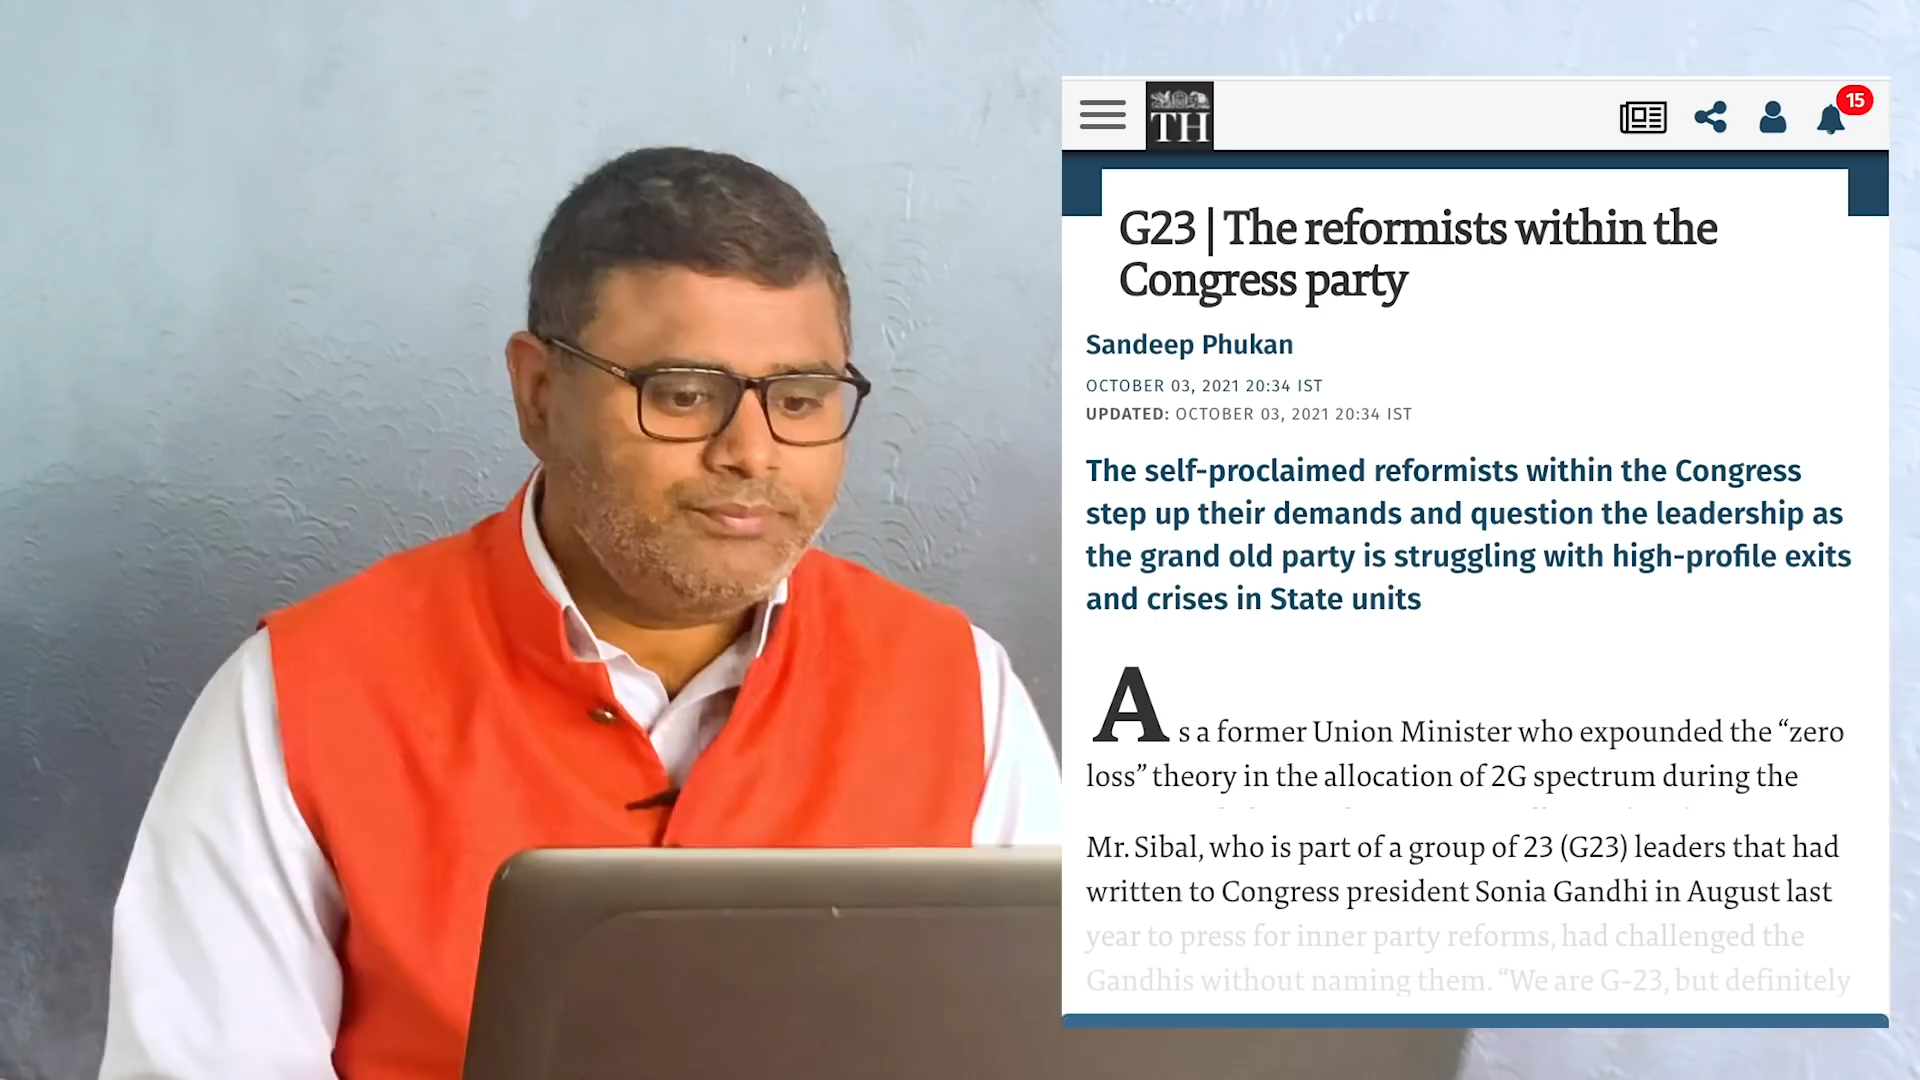 TH
15
G23 | The reformists within the
Congress party
Sandeep Phukan
OCTOBER 03, 2021 20:34 IST
UPDATED: OCTOBER 03, 2021 20:34 IST
The self-proclaimed reformists within the Congress
step up their demands and question the leadership as
the grand old party is struggling with high-profile exits
and crises in State units
As a former Union Minister who expounded the “zero
loss” theory in the allocation of 2G spectrum during the
Mr. Sibal, who is part of a group of 23 (G23) leaders that had
written to Congress president Sonia Gandhi in August last
year to press for inner party reforms, had challenged the
Gandhis without naming them. “We are G-23, but definitely